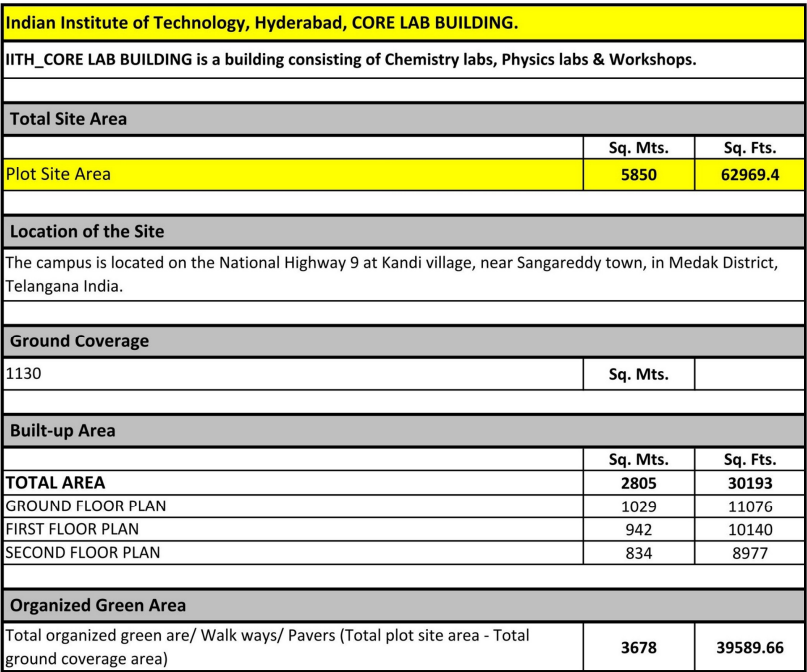 Indian Institute of Technology, Hyderabad, CORE LAB BUILDING.
IITH_CORE LAB BUILDING is a building consisting of Chemistry labs, Physics labs & Workshops.
Total Site Area
Sq. Mts. Sq. Fts.
Plot Site Area 5850 62969.4
Location of the Site
The campus is located on the National Highway 9 at Kandi village, near Sangareddy town, in Medak District,
Telangana India.
Ground Coverage
1130 Sq. Mts.
Built-up Area
Sq. Mts. Sq. Fts.
TOTAL AREA 2805 30193
GROUND FLOOR PLAN 1029 11076
FIRST FLOOR PLAN 942 10140
SECOND FLOOR PLAN 834 8977
Organized Green Area
Total organized green are/ Walk ways/ Pavers (Total plot site area - Total
ground coverage area) 3678 39589.66